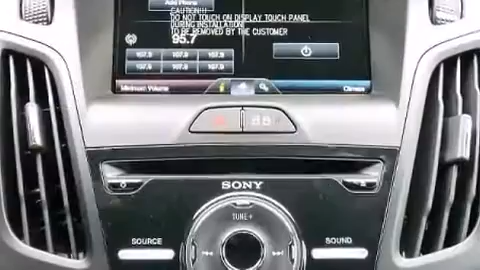 Add Phone
CAUTION!!!
DO NOT TOUCH ON DISPLAY TOUCH PANEL
DURING INSTALLATION
TO BE REMOVED BY THE CUSTOMER
95.7
107.9 107.9 107.9
107.9 107.9 107.9
Minimum Volume
Climate
SONY
TUNE+
SOURCE
SOUND